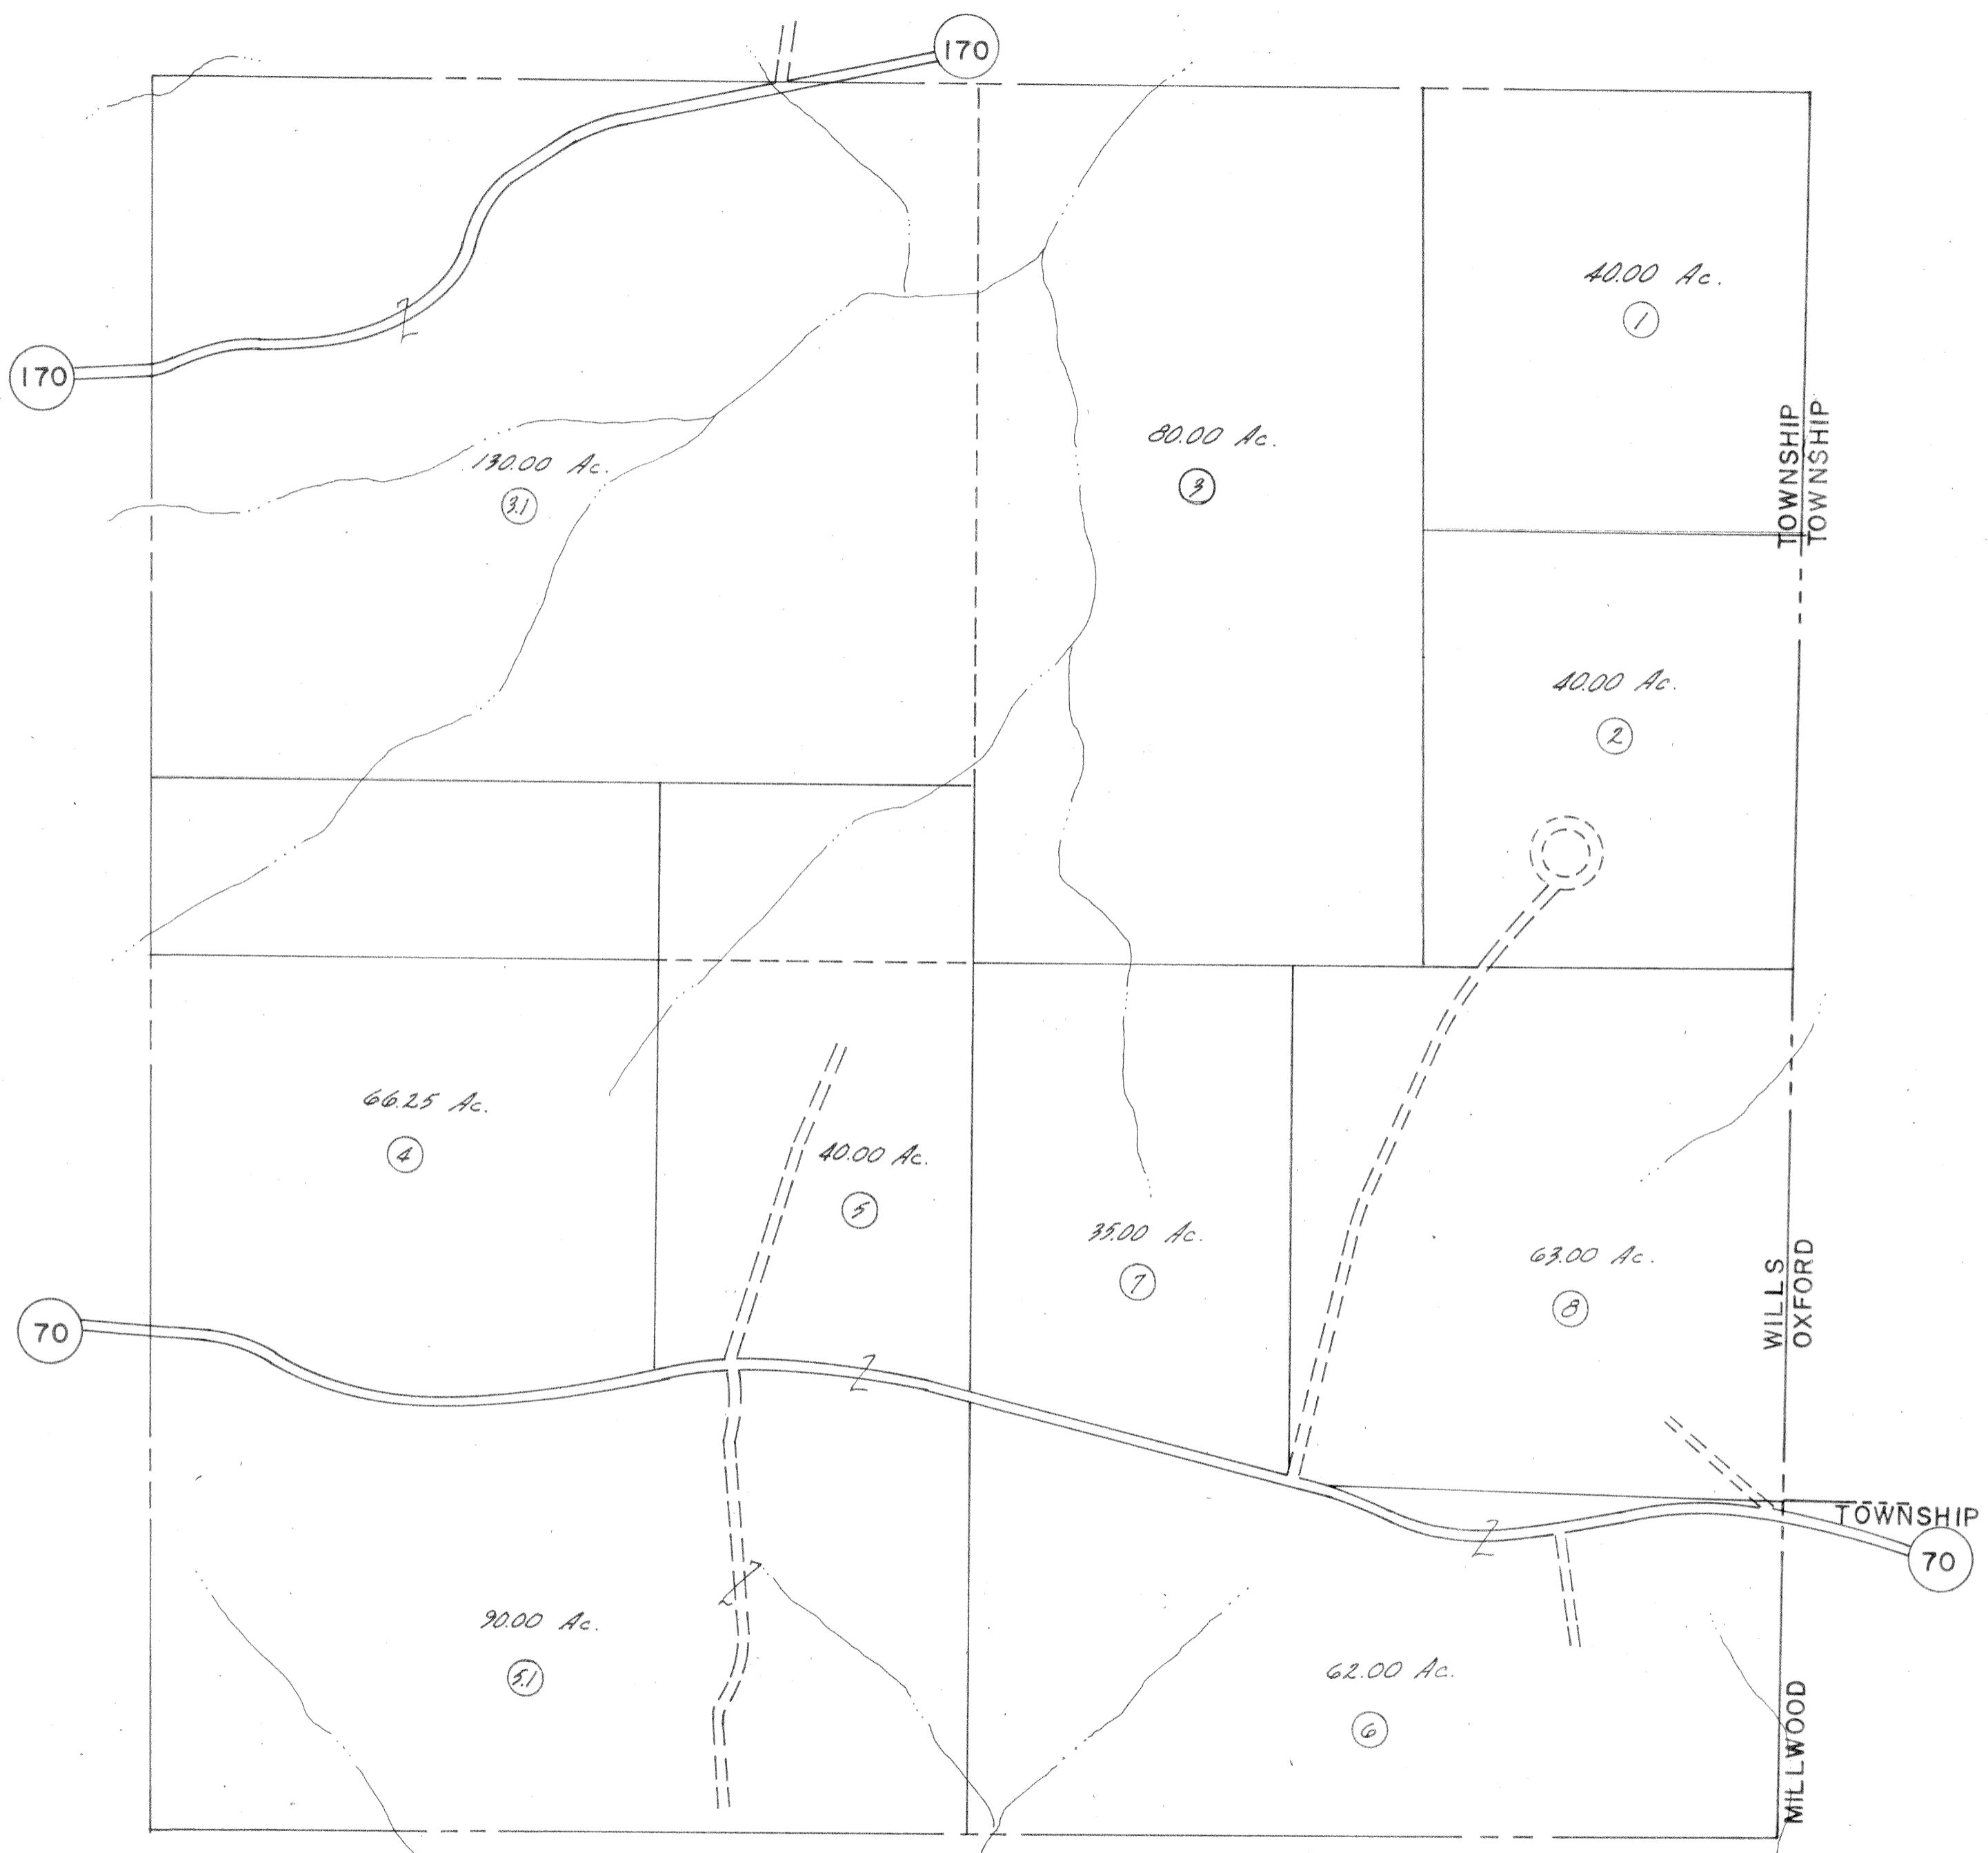 170
40.00 Ac.
1
170
TOWNSHIP
TOWNSHIP
80.00 Ac.
3
130.00 Ac.
3.1
40.00 Ac.
2
66.25 Ac.
4
40.00 Ac.
5
35.00 Ac.
7
63.00 Ac.
8
WILLS
OXFORD
70
TOWNSHIP
70
90.00 Ac.
5.1
62.00 Ac.
6
MILLWOOD